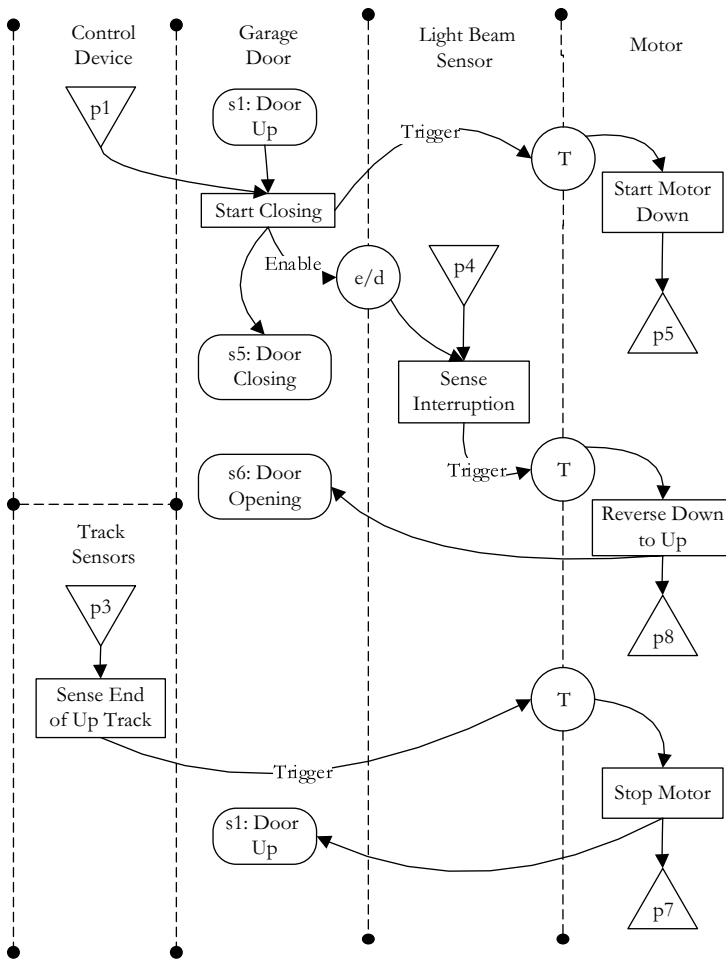 Control
Device
Garage
Door
Light Beam
Sensor
Motor
p1
s1: Door
Up
Trigger
T
Start Closing
Start Motor
Down
Enable
e/d
p4
p5
s5: Door
Closing
Sense
Interruption
s6: Door
Opening
Trigger
T
Reverse Down
to Up
Track
Sensors
p3
p8
Sense End
of Up Track
T
Trigger
Stop Motor
s1: Door
Up
p7